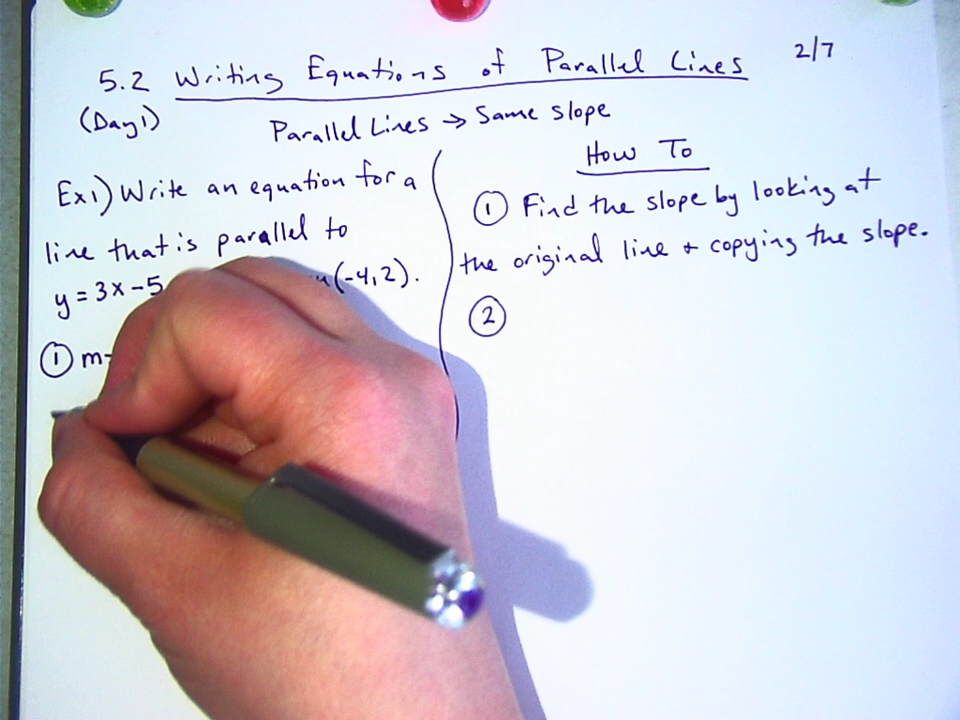 5.2 Writing Equations of Parallel Lines 2/7
(Day 1)
Parallel Lines → Same slope
Ex1) Write an equation for a
line that is parallel to
y = 3x - 5 (-4,2).
① m
How To
① Find the slope by looking at
the original line + copying the slope.
②